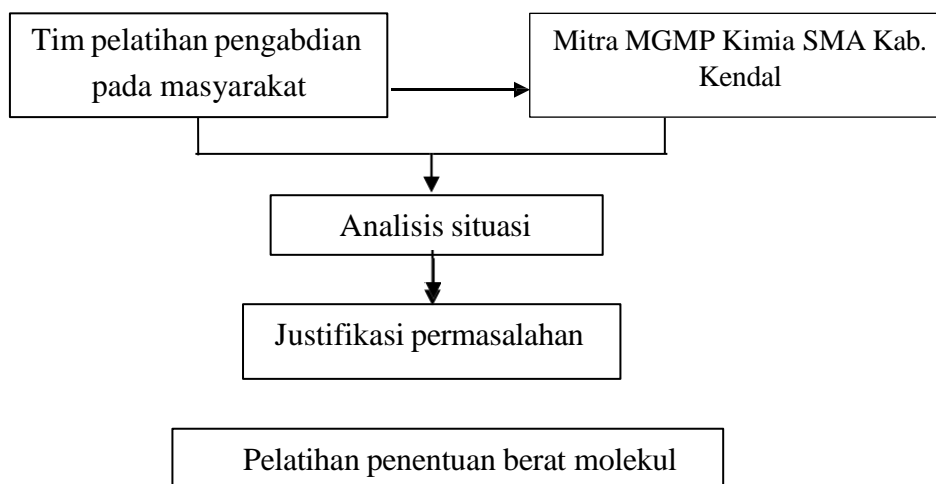 Tim pelatihan pengabdian
pada masyarakat
Mitra MGMP Kimia SMA Kab.
Kendal
Analisis situasi
Justifikasi permasalahan
Pelatihan penentuan berat molekul